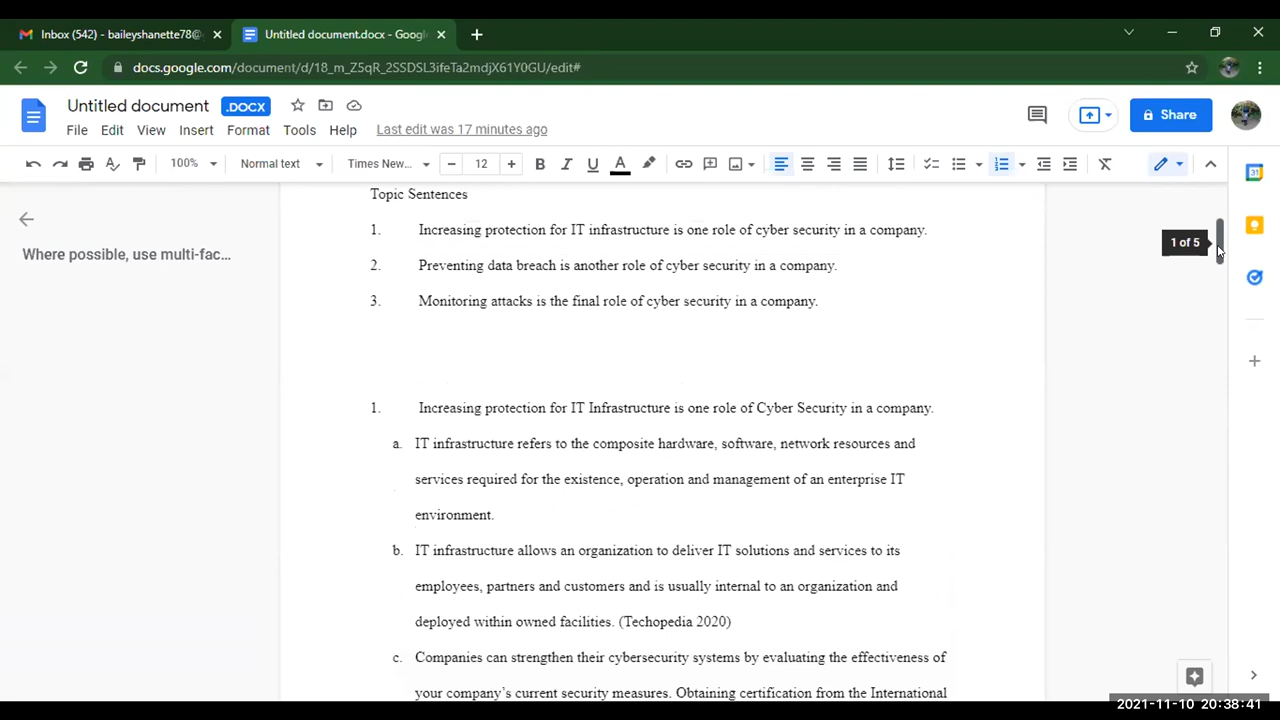 Inbox (542) - baileyshanette78@
Untitled document.docx - Googl
docs.google.com/document/d/18_m_Z5qR_2SSDSL3ifeTa2mdjX61Y0GU/edit#
Untitled document .DOCX
File Edit View Insert Format Tools Help Last edit was 17 minutes ago
Share
100% Normal text Times New... 12 B I U A
31
Where possible, use multi-fac...
1 of 5
Topic Sentences
1. Increasing protection for IT infrastructure is one role of cyber security in a company.
2. Preventing data breach is another role of cyber security in a company.
3. Monitoring attacks is the final role of cyber security in a company.
1. Increasing protection for IT Infrastructure is one role of Cyber Security in a company.
a. IT infrastructure refers to the composite hardware, software, network resources and
services required for the existence, operation and management of an enterprise IT
environment.
b. IT infrastructure allows an organization to deliver IT solutions and services to its
employees, partners and customers and is usually internal to an organization and
deployed within owned facilities. (Techopedia 2020)
c. Companies can strengthen their cybersecurity systems by evaluating the effectiveness of
your company’s current security measures. Obtaining certification from the International
2021-11-10 20:38:41